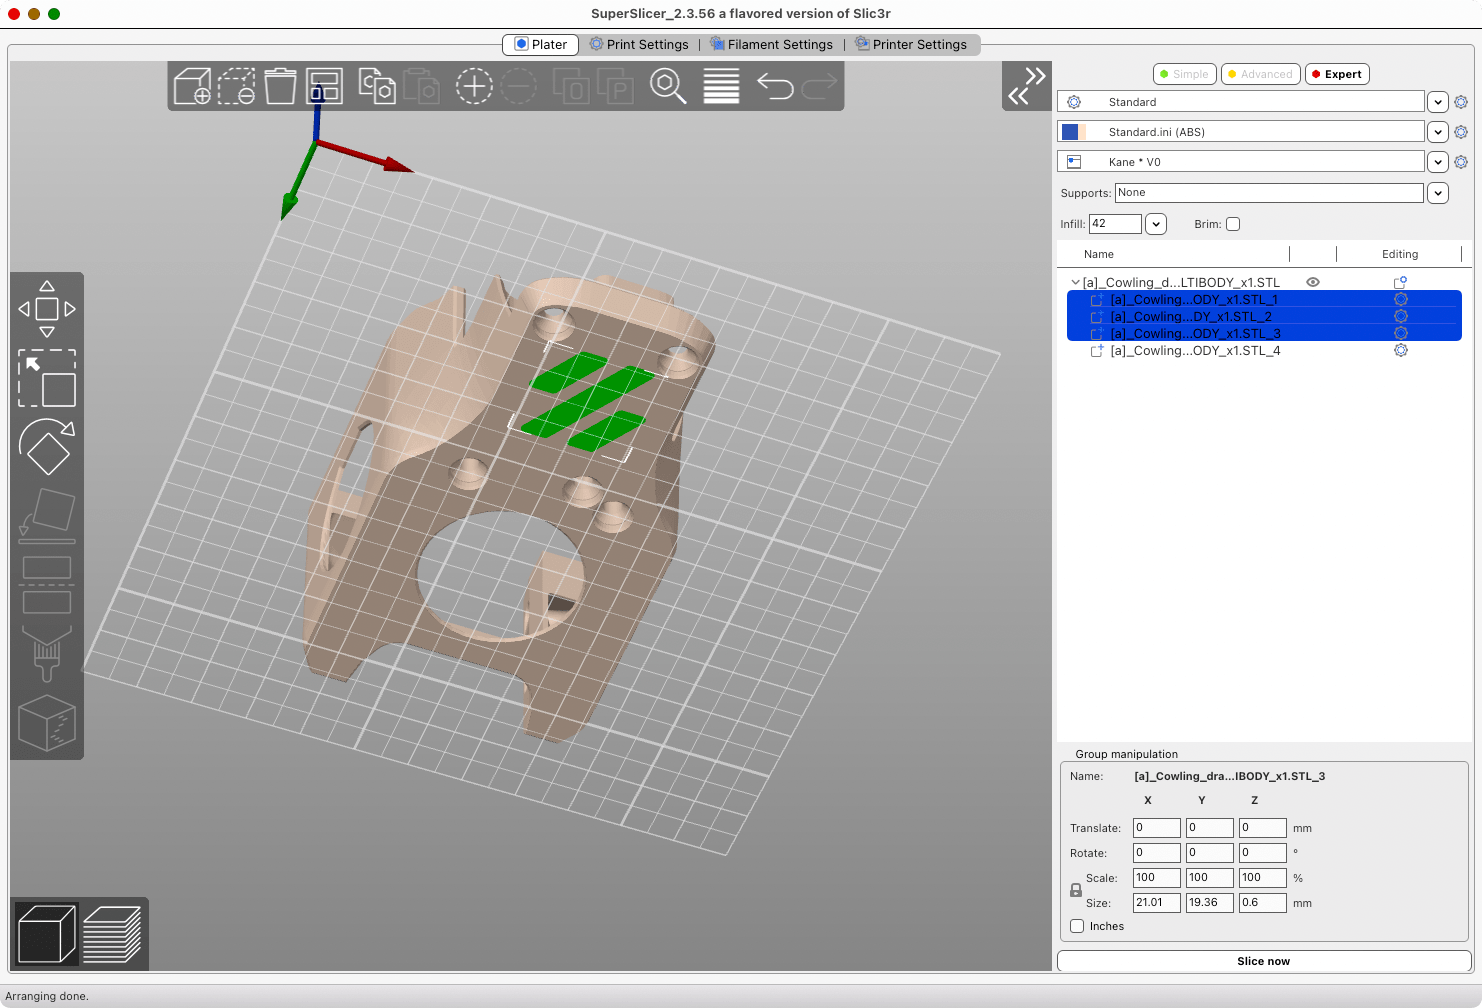 SuperSlicer_2.3.56 a flavored version of Slic3r
Plater Print Settings Filament Settings Printer Settings
Simple Advanced Expert
Standard
Standard.ini (ABS)
Kane * V0
Supports: None
Infill: 42 Brim:
Name Editing
[a]_Cowling_d...LTIBODY_x1.STL
[a]_Cowling...ODY_x1.STL_1
[a]_Cowling...DY_x1.STL_2
[a]_Cowling...ODY_x1.STL_3
[a]_Cowling...ODY_x1.STL_4
Group manipulation
Name: [a]_Cowling_dra...IBODY_x1.STL_3
X Y Z
Translate: 0 0 0 mm
Rotate: 0 0 0 °
Scale: 100 100 100 %
Size: 21.01 19.36 0.6 mm
Inches
Slice now
Arranging done.